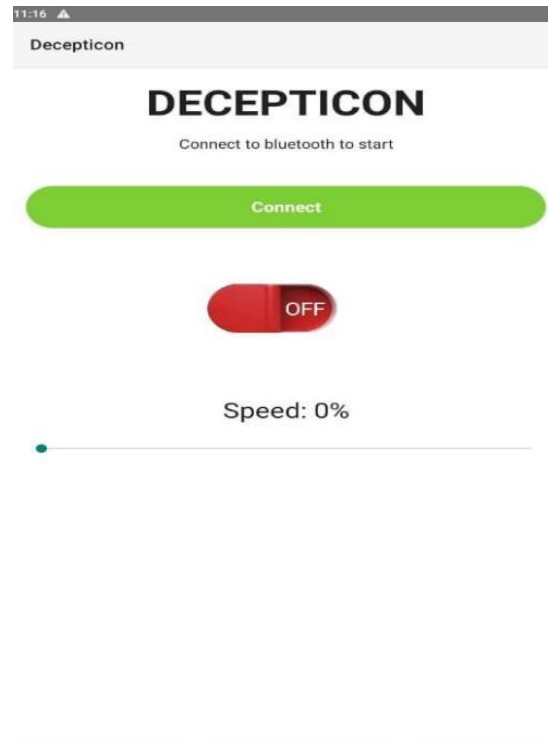 11:16
Decepticon
DECEPTICON
Connect to bluetooth to start
Connect
OFF
Speed: 0%